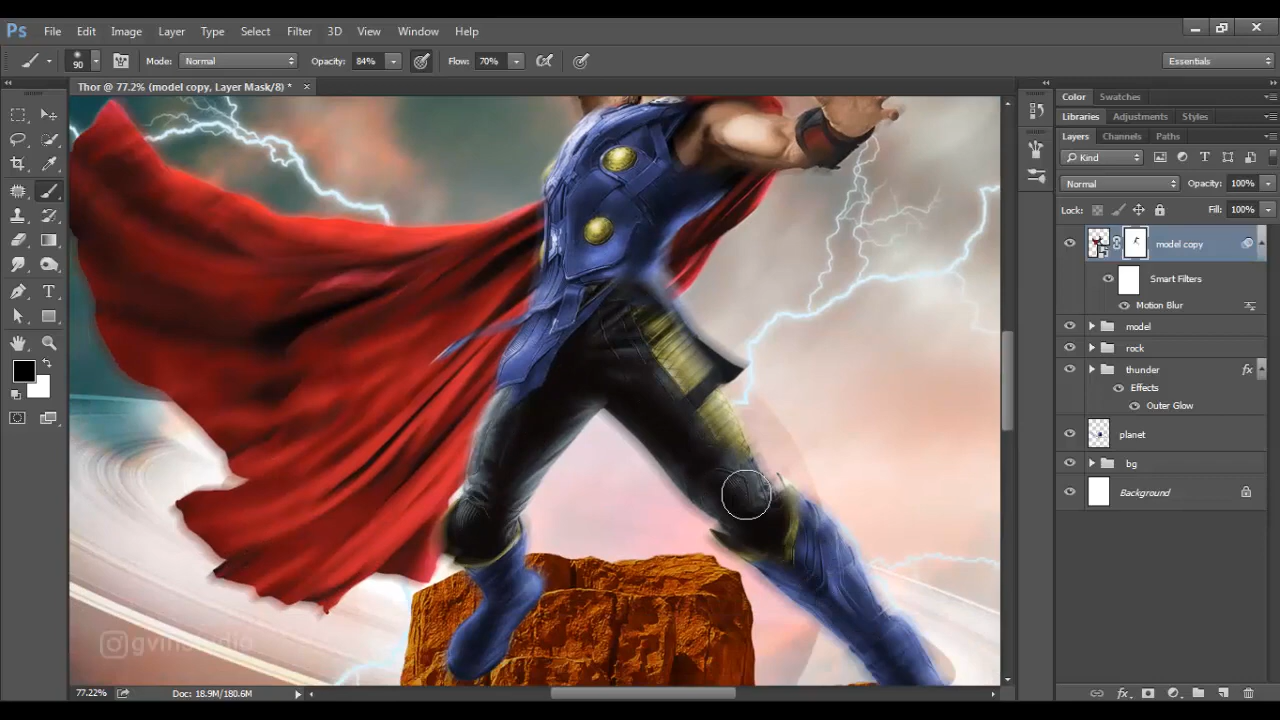 Ps File Edit Image Layer Type Select Filter 3D View Window Help
90 Mode: Normal Opacity: 84% Flow: 70% Essentials
Thor @ 77.2% (model copy, Layer Mask/8) *
Color Swatches
Libraries Adjustments Styles
Layers Channels Paths
Kind
Normal Opacity: 100%
Lock: Fill: 100%
model copy
Smart Filters
Motion Blur
model
rock
thunder fx
Effects
Outer Glow
planet
bg
Background
gvinstudio
77.22% Doc: 18.9M/180.6M
fx